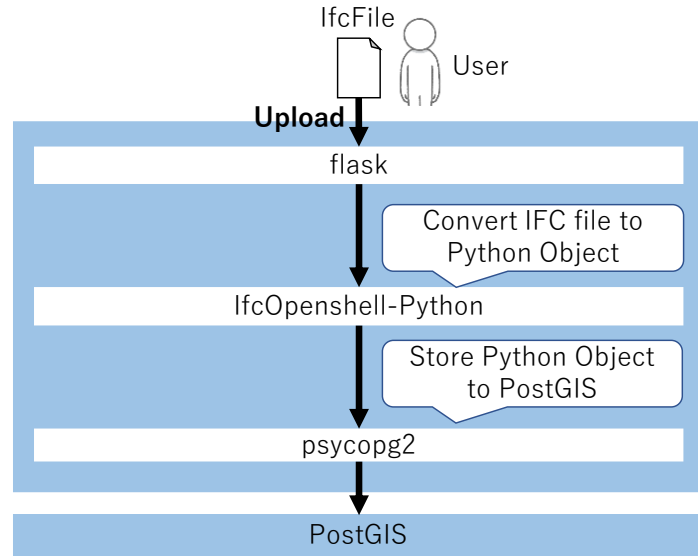 IfcFile
User
Upload
flask
Convert IFC file to
Python Object
IfcOpenshell-Python
Store Python Object
to PostGIS
psycopg2
PostGIS